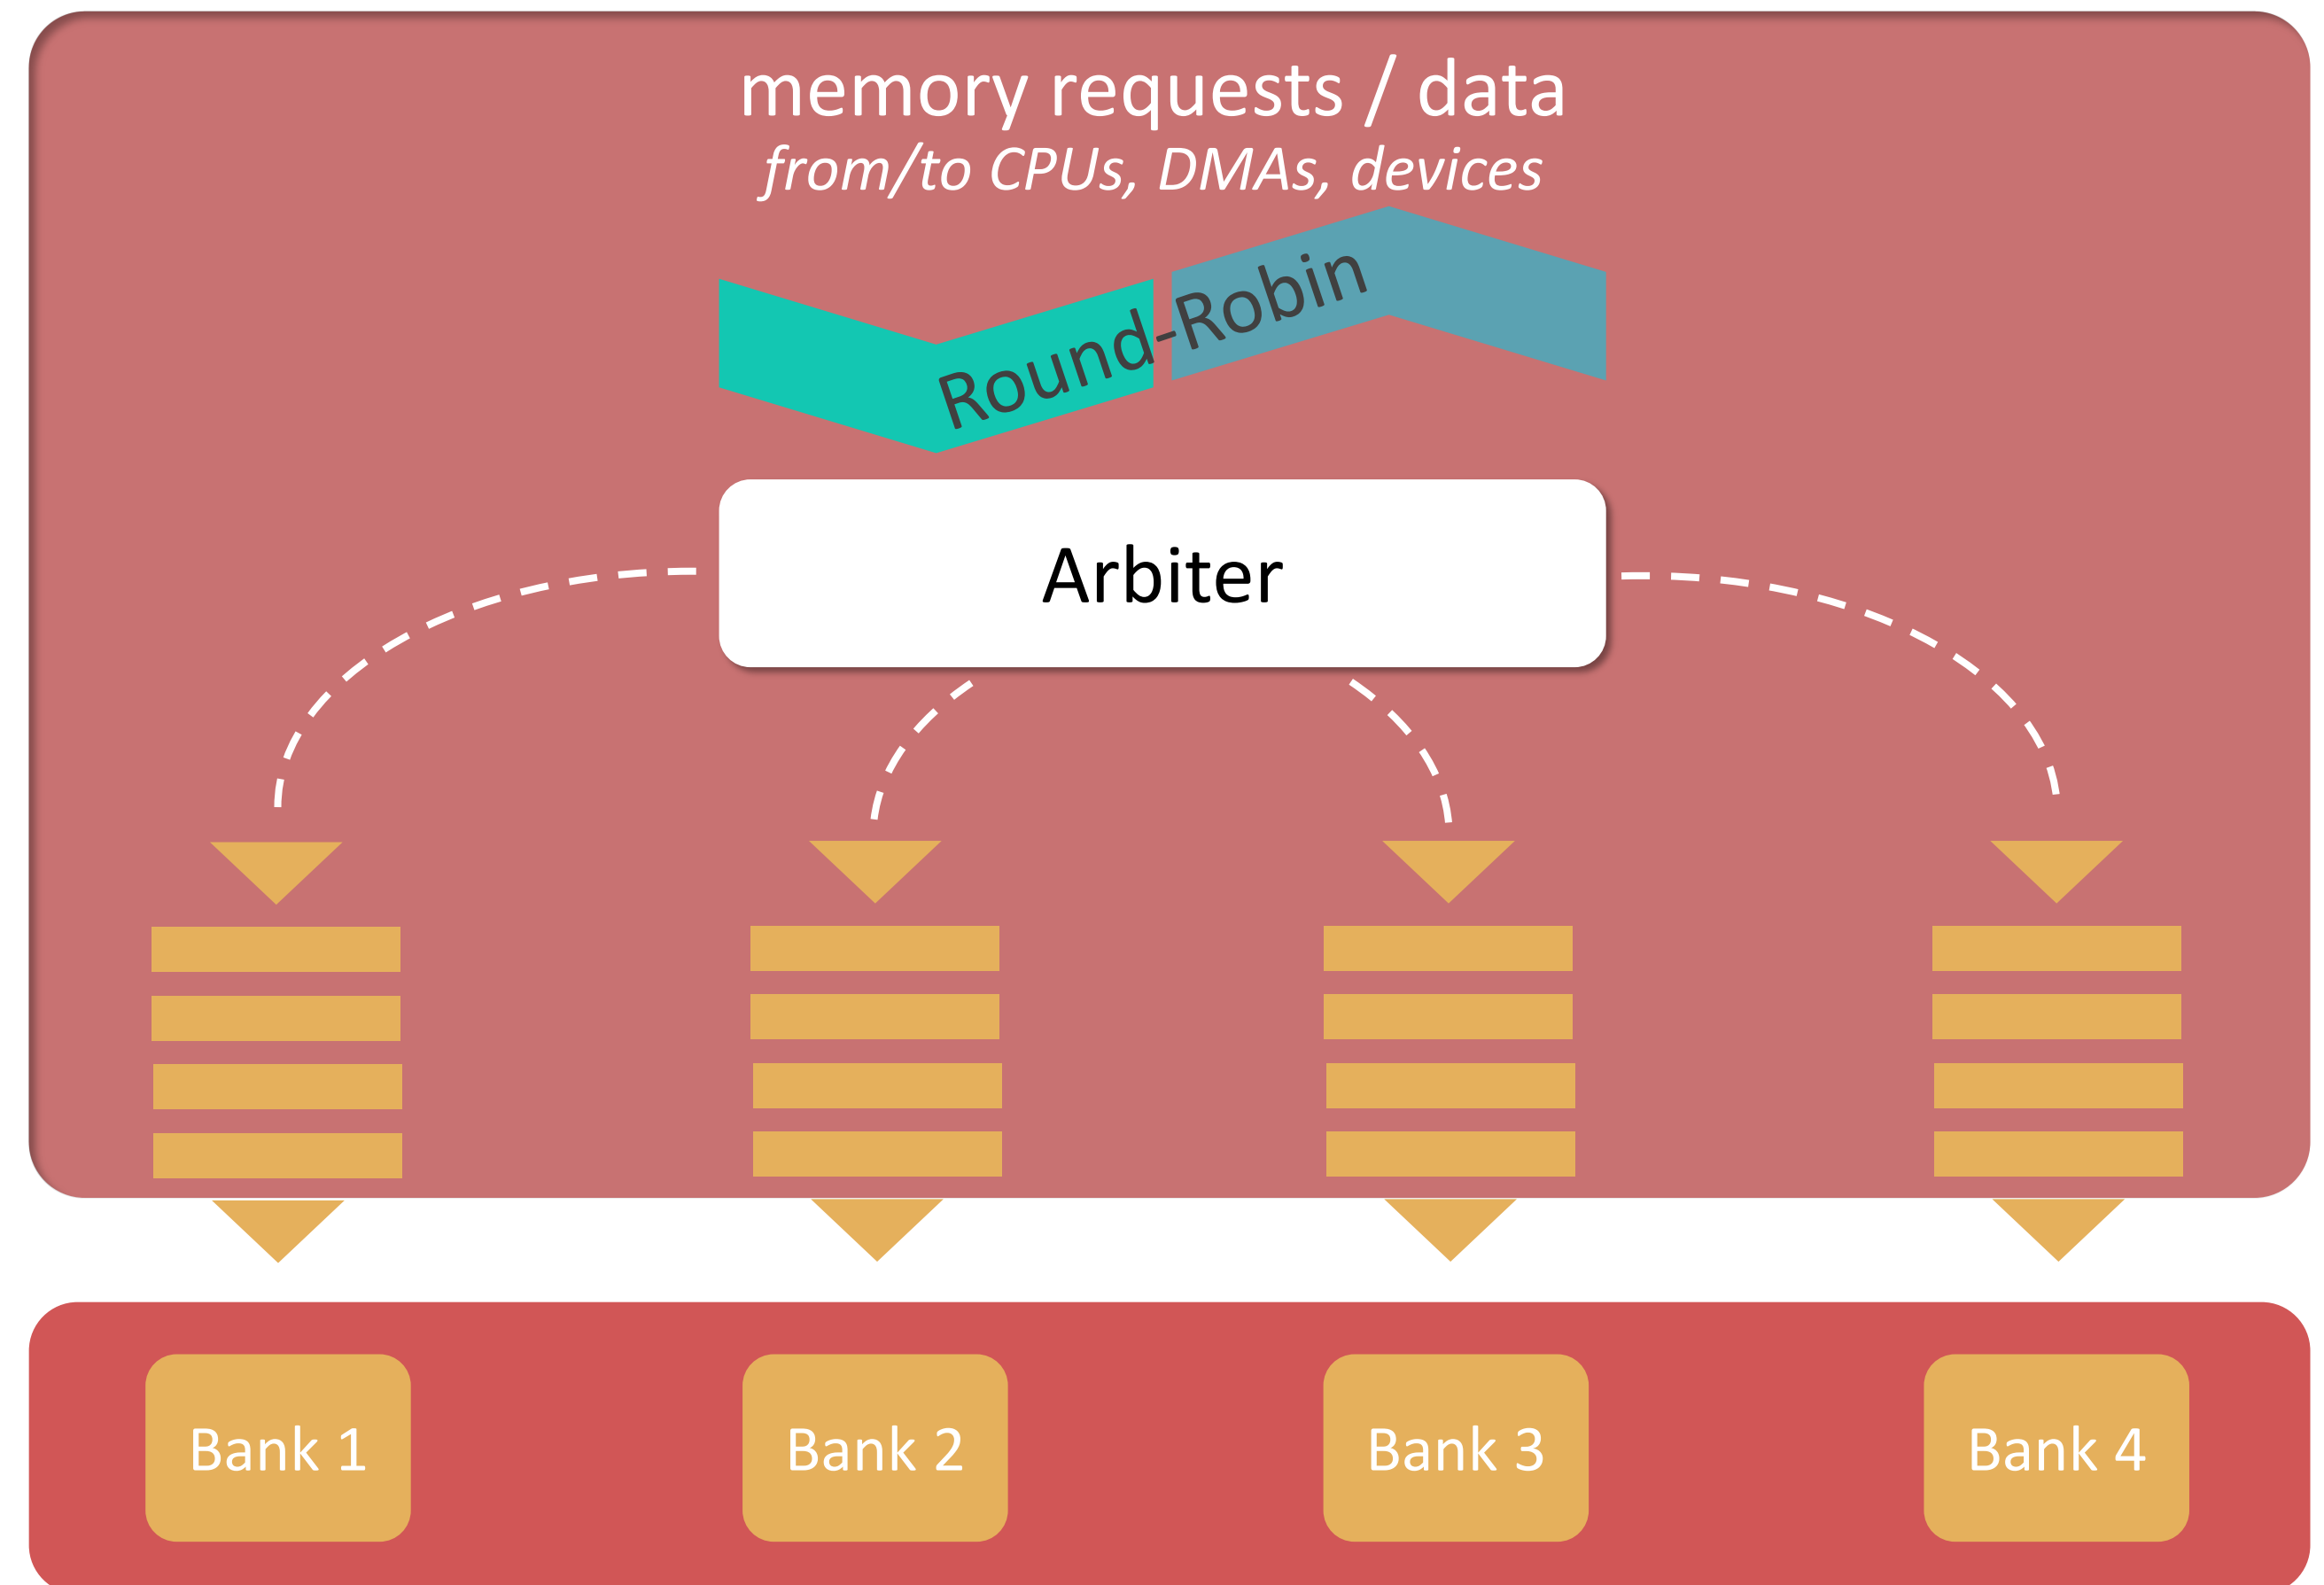 memory requests / data
from/to CPUs, DMAs, devices
Round-Robin
Arbiter
Bank 1
Bank 2
Bank 3
Bank 4